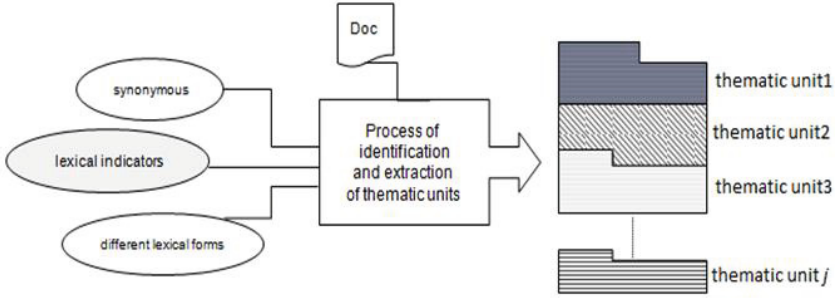 Doc
synonymous
lexical indicators
different lexical forms
Process of
identification
and extraction
of thematic units
thematic unit1
thematic unit2
thematic unit3
thematic unit j